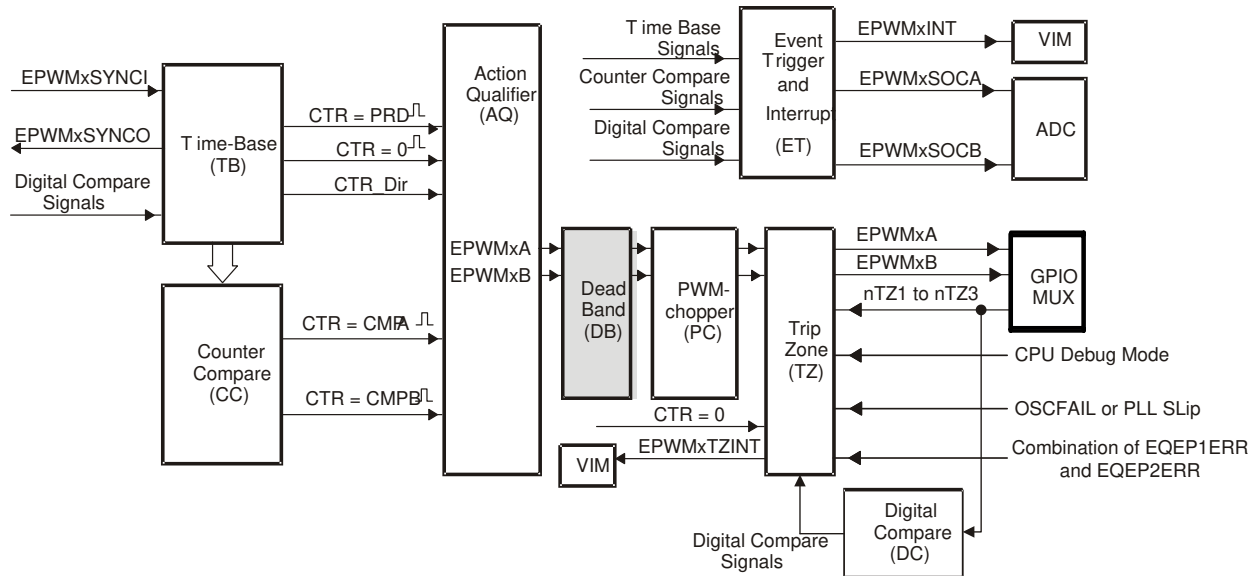 EPWMxSYNCI
EPWMxSYNCO
Digital Compare
Signals
Time-Base
(TB)
CTR = PRD
CTR = 0
CTR_Dir
Action
Qualifier
(AQ)
EPWMxA
EPWMxB
Counter
Compare
(CC)
CTR = CMPA
CTR = CMPB
Dead
Band
(DB)
PWM-
chopper
(PC)
CTR = 0
EPWMxTZINT
VIM
Time Base
Signals
Counter Compare
Signals
Digital Compare
Signals
Event
Trigger
and
Interrupt
(ET)
EPWMxINT
EPWMxSOCA
EPWMxSOCB
VIM
ADC
Trip
Zone
(TZ)
EPWMxA
EPWMxB
nTZ1 to nTZ3
GPIO
MUX
CPU Debug Mode
OSCFAIL or PLL SLip
Combination of EQEP1ERR
and EQEP2ERR
Digital
Compare
(DC)
Digital Compare
Signals